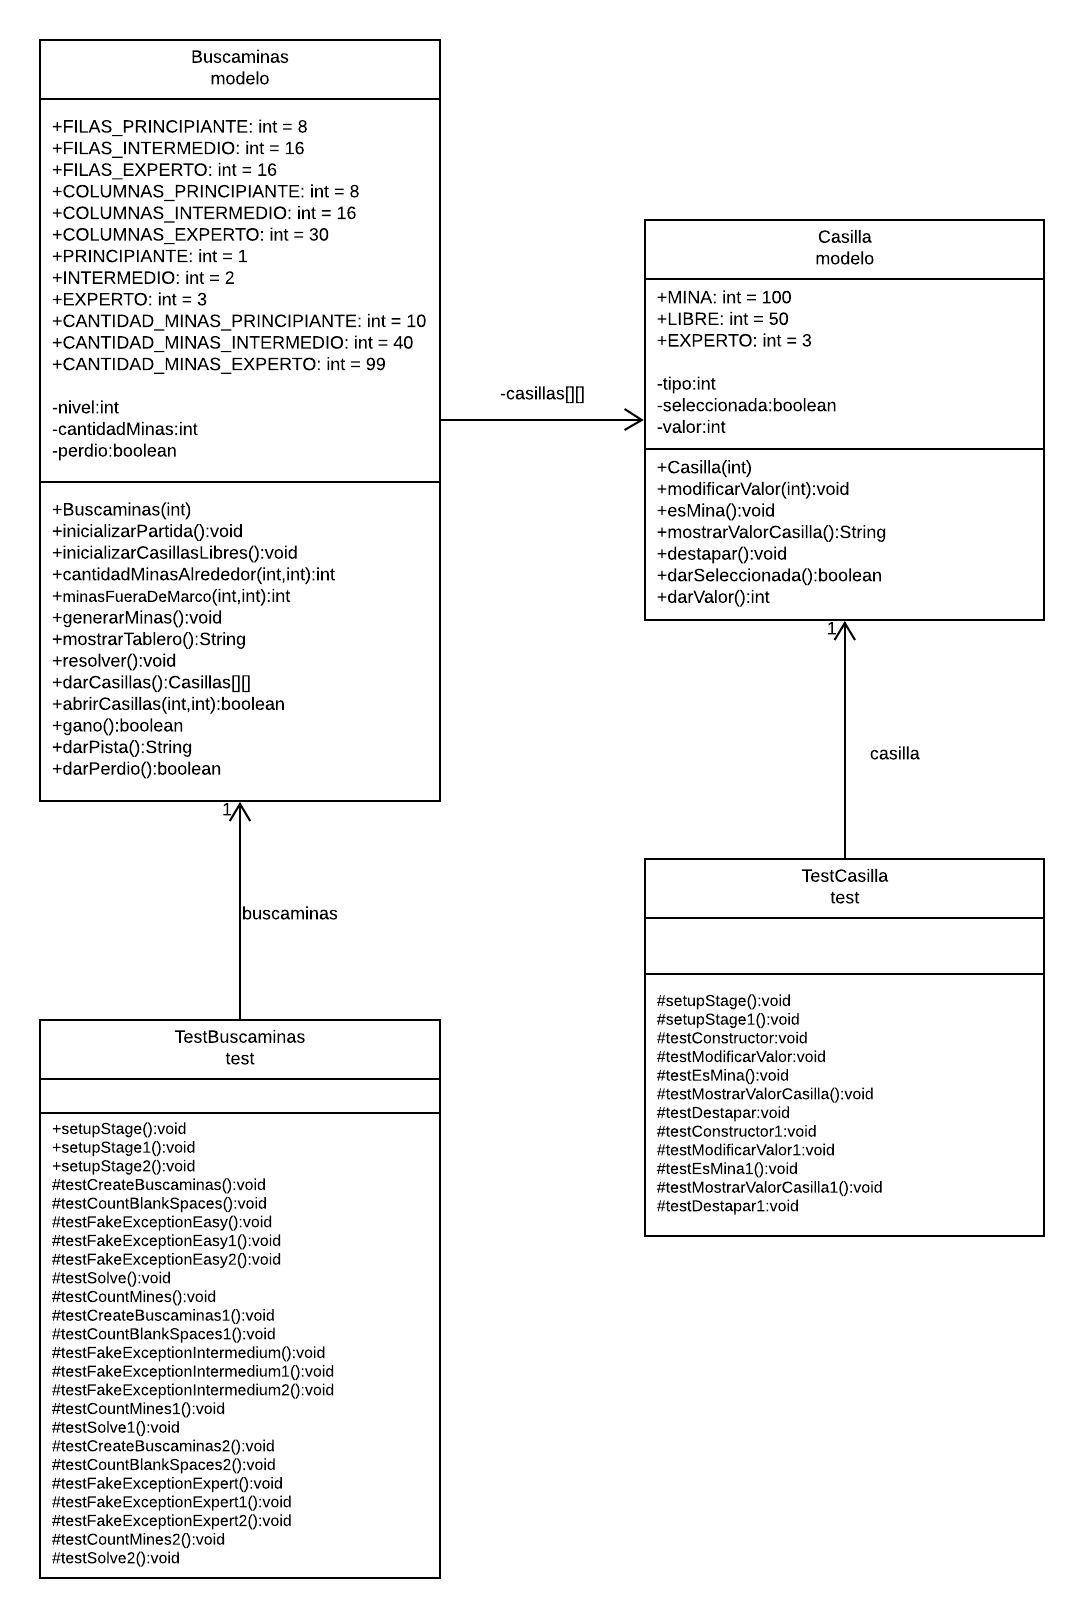 Buscaminas
modelo
+FILAS_PRINCIPIANTE: int = 8
+FILAS_INTERMEDIO: int = 16
+FILAS_EXPERTO: int = 16
+COLUMNAS_PRINCIPIANTE: int = 8
+COLUMNAS_INTERMEDIO: int = 16
+COLUMNAS_EXPERTO: int = 30
+PRINCIPIANTE: int = 1
+INTERMEDIO: int = 2
+EXPERTO: int = 3
+CANTIDAD_MINAS_PRINCIPIANTE: int = 10
+CANTIDAD_MINAS_INTERMEDIO: int = 40
+CANTIDAD_MINAS_EXPERTO: int = 99
-nivel:int
-cantidadMinas:int
-perdio:boolean
+Buscaminas(int)
+inicializarPartida():void
+inicializarCasillasLibres():void
+cantidadMinasAlrededor(int,int):int
+minasFueraDeMarco(int,int):int
+generarMinas():void
+mostrarTablero():String
+resolver():void
+darCasillas():Casillas[][]
+abrirCasillas(int,int):boolean
+gano():boolean
+darPista():String
+darPerdio():boolean
-casillas[][]
Casilla
modelo
+MINA: int = 100
+LIBRE: int = 50
+EXPERTO: int = 3
-tipo:int
-seleccionada:boolean
-valor:int
+Casilla(int)
+modificarValor(int):void
+esMina():void
+mostrarValorCasilla():String
+destapar():void
+darSeleccionada():boolean
+darValor():int
1
casilla
TestCasilla
test
#setupStage():void
#setupStage1():void
#testConstructor:void
#testModificarValor:void
#testEsMina():void
#testMostrarValorCasilla():void
#testDestapar:void
#testConstructor1:void
#testModificarValor1:void
#testEsMina1():void
#testMostrarValorCasilla1():void
#testDestapar1:void
1
buscaminas
TestBuscaminas
test
+setupStage():void
+setupStage1():void
+setupStage2():void
#testCreateBuscaminas():void
#testCountBlankSpaces():void
#testFakeExceptionEasy():void
#testFakeExceptionEasy1():void
#testFakeExceptionEasy2():void
#testSolve():void
#testCountMines():void
#testCreateBuscaminas1():void
#testCountBlankSpaces1():void
#testFakeExceptionIntermedium():void
#testFakeExceptionIntermedium1():void
#testFakeExceptionIntermedium2():void
#testCountMines1():void
#testSolve1():void
#testCreateBuscaminas2():void
#testCountBlankSpaces2():void
#testFakeExceptionExpert():void
#testFakeExceptionExpert1():void
#testFakeExceptionExpert2():void
#testCountMines2():void
#testSolve2():void